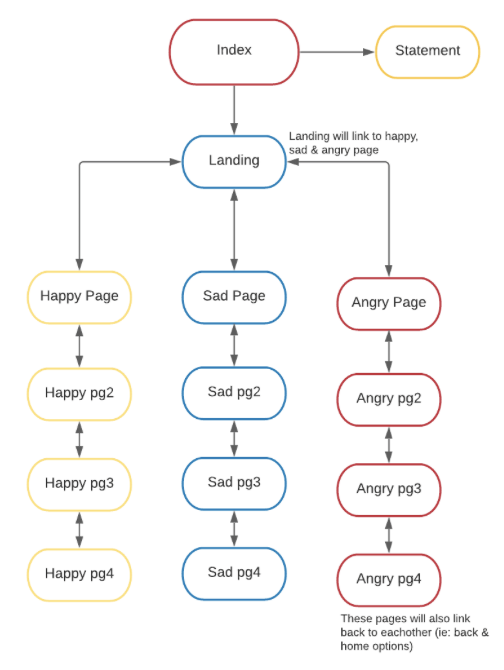 Index
Statement
Landing will link to happy,
sad & angry page
Landing
Happy Page
Sad Page
Angry Page
Happy pg2
Sad pg2
Angry pg2
Happy pg3
Sad pg3
Angry pg3
Happy pg4
Sad pg4
Angry pg4
These pages will also link
back to eachother (ie: back &
home options)